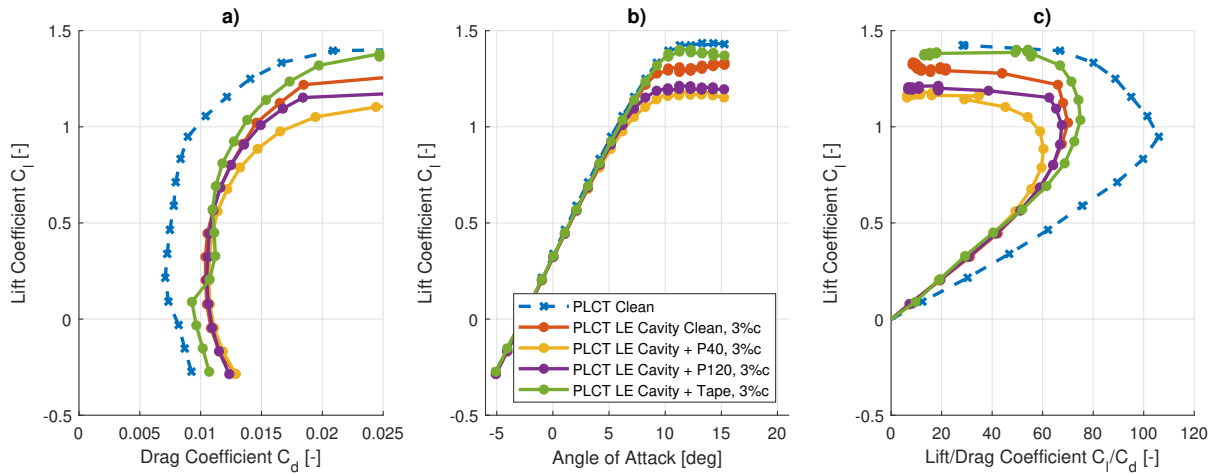 a)
1.5
1
0.5
0
-0.5
Lift Coefficient C_l [-]
0 0.005 0.01 0.015 0.02 0.025
Drag Coefficient C_d [-]
b)
1.5
1
0.5
0
-0.5
Lift Coefficient C_l [-]
-5 0 5 10 15 20
Angle of Attack [deg]
PLCT Clean
PLCT LE Cavity Clean, 3%c
PLCT LE Cavity + P40, 3%c
PLCT LE Cavity + P120, 3%c
PLCT LE Cavity + Tape, 3%c
c)
1.5
1
0.5
0
-0.5
Lift Coefficient C_l [-]
0 20 40 60 80 100 120
Lift/Drag Coefficient C_l/C_d [-]